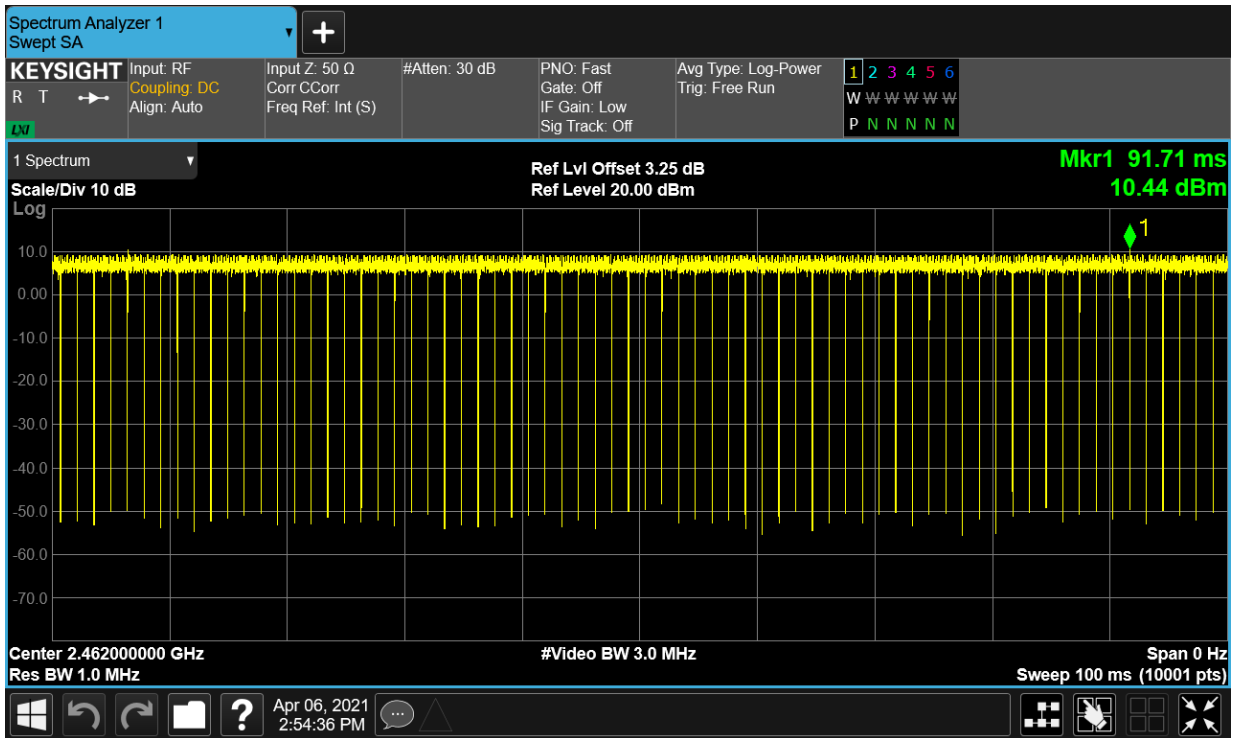 Spectrum Analyzer 1
Swept SA
KEYSIGHT
R T
LXI
Input: RF
Coupling: DC
Align: Auto
Input Z: 50 Ω
Corr CCorr
Freq Ref: Int (S)
#Atten: 30 dB
PNO: Fast
Gate: Off
IF Gain: Low
Sig Track: Off
Avg Type: Log-Power
Trig: Free Run
1 2 3 4 5 6
W W W W W W
P N N N N N
1 Spectrum
Scale/Div 10 dB
Log
Ref Lvl Offset 3.25 dB
Ref Level 20.00 dBm
Mkr1 91.71 ms
10.44 dBm
1
10.0
0.00
-10.0
-20.0
-30.0
-40.0
-50.0
-60.0
-70.0
Center 2.462000000 GHz
Res BW 1.0 MHz
#Video BW 3.0 MHz
Span 0 Hz
Sweep 100 ms (10001 pts)
?
Apr 06, 2021
2:54:36 PM